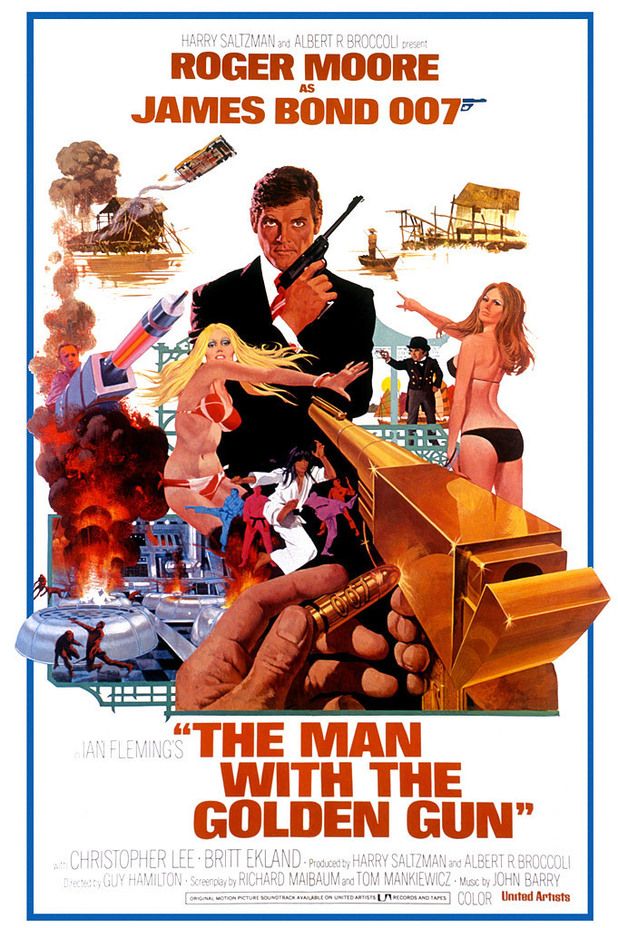 HARRY SALTZMAN and ALBERT R BROCCOLI present
ROGER MOORE
AS
JAMES BOND 007
007
IAN FLEMING'S "THE MAN
WITH THE
GOLDEN GUN"
with CHRISTOPHER LEE · BRITT EKLAND · Produced by HARRY SALTZMAN and ALBERT R BROCCOLI
Directed by GUY HAMILTON · Screenplay by RICHARD MAIBAUM and TOM MANKIEWICZ · Music by JOHN BARRY
ORIGINAL MOTION PICTURE SOUNDTRACK AVAILABLE ON UNITED ARTISTS UA RECORDS AND TAPES COLOR United Artists